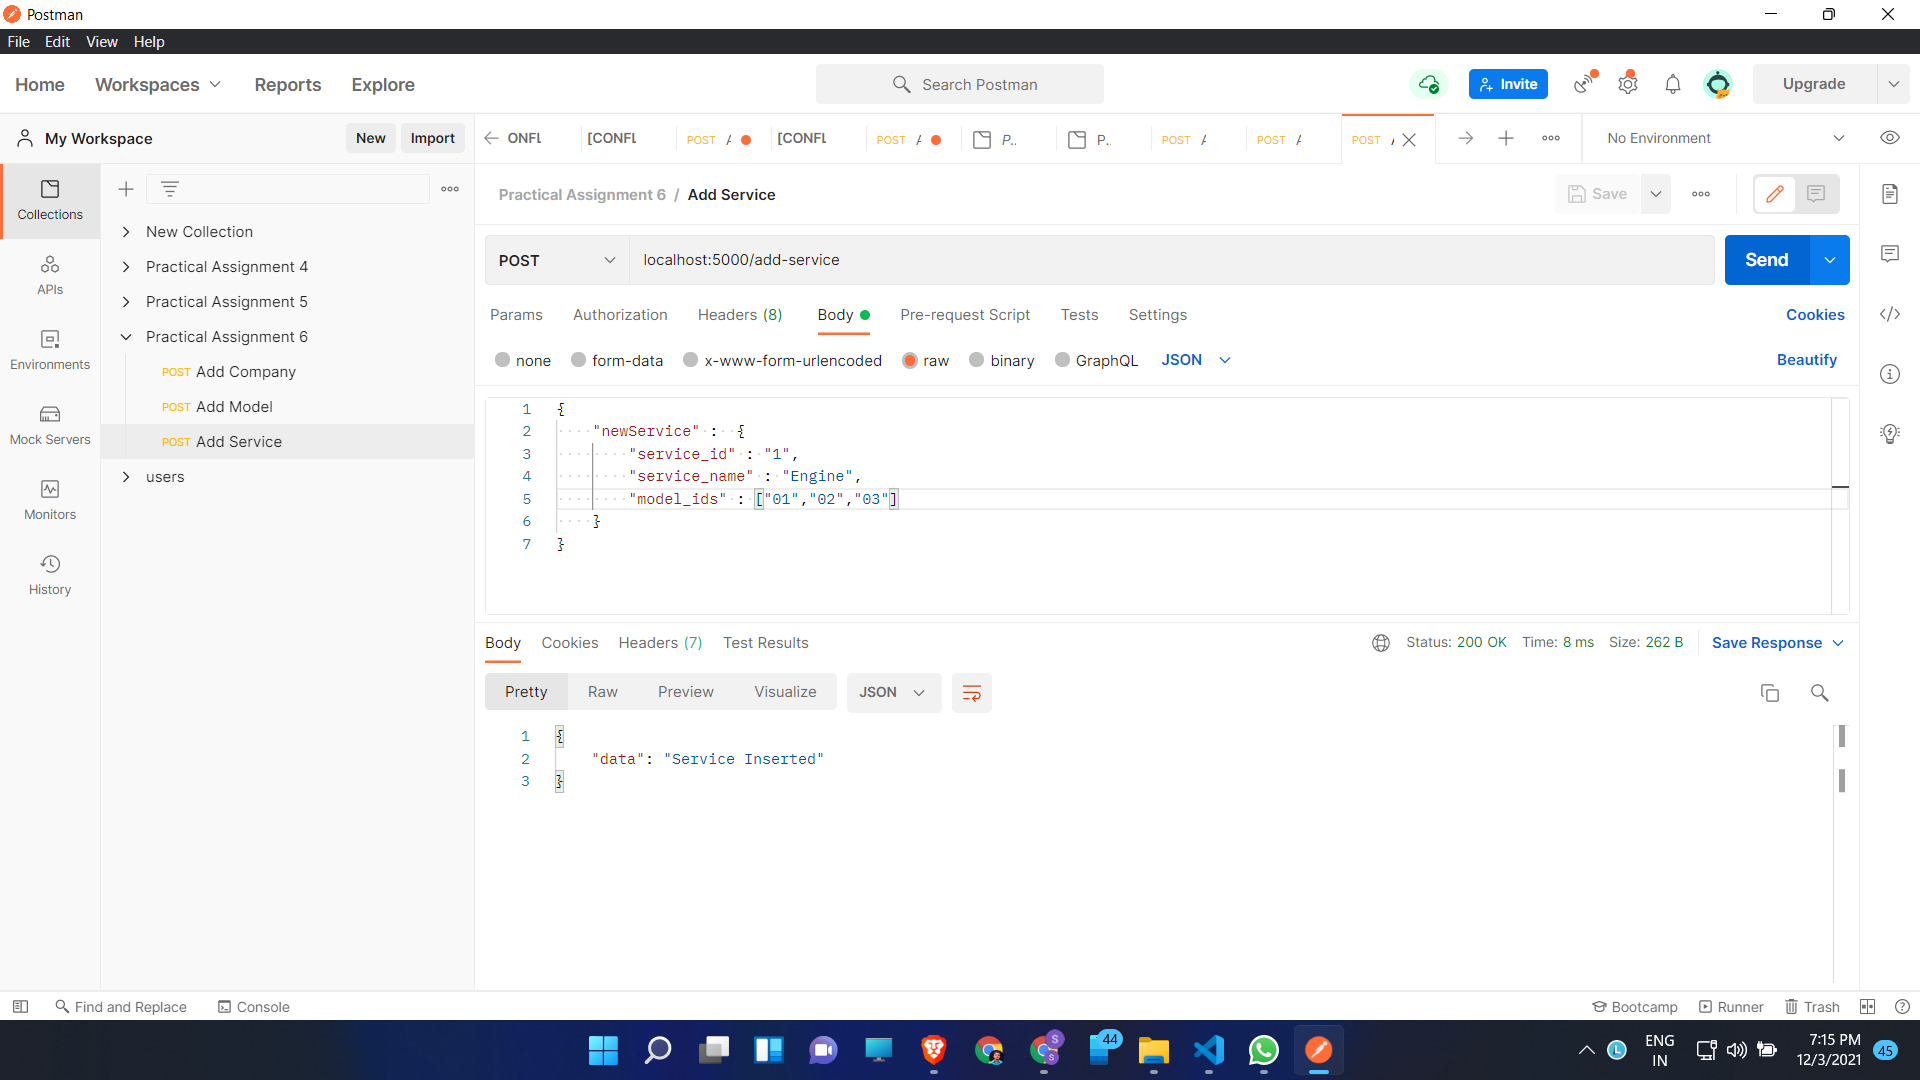 Postman
File Edit View Help
Home Workspaces Reports Explore Search Postman Invite Upgrade
My Workspace New Import ONFL [CONFL POST A [CONFL POST A P.. P.. POST A POST A POST A No Environment
Collections
APIs
Environments
Mock Servers
Monitors
History
New Collection
Practical Assignment 4
Practical Assignment 5
Practical Assignment 6
POST Add Company
POST Add Model
POST Add Service
users
Practical Assignment 6 / Add Service Save
POST localhost:5000/add-service Send
Params Authorization Headers (8) Body Pre-request Script Tests Settings Cookies
none form-data x-www-form-urlencoded raw binary GraphQL JSON Beautify
1 {
2 "newService" : {
3 "service_id" : "1",
4 "service_name" : "Engine",
5 "model_ids" : ["01","02","03"]
6 }
7 }
Body Cookies Headers (7) Test Results Status: 200 OK Time: 8 ms Size: 262 B Save Response
Pretty Raw Preview Visualize JSON
1 {
2 "data": "Service Inserted"
3 }
Find and Replace Console Bootcamp Runner Trash
S
S
44
L
ENG
IN
7:15 PM
12/3/2021
45